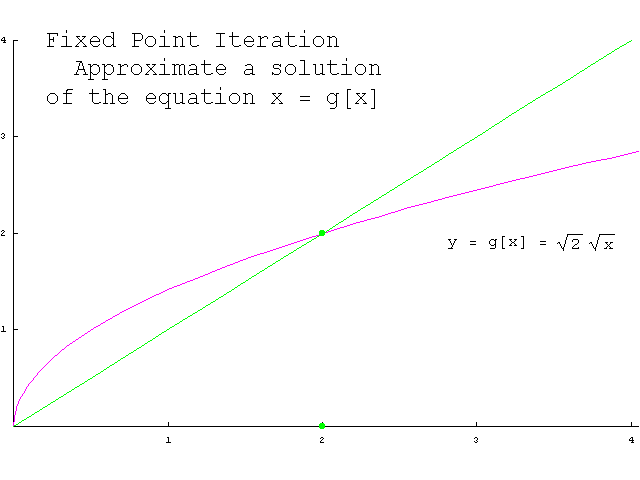 Fixed Point Iteration
Approximate a solution
of the equation x = g[x]
4
3
2
1
y = g[x] = √2 √x
1
2
3
4